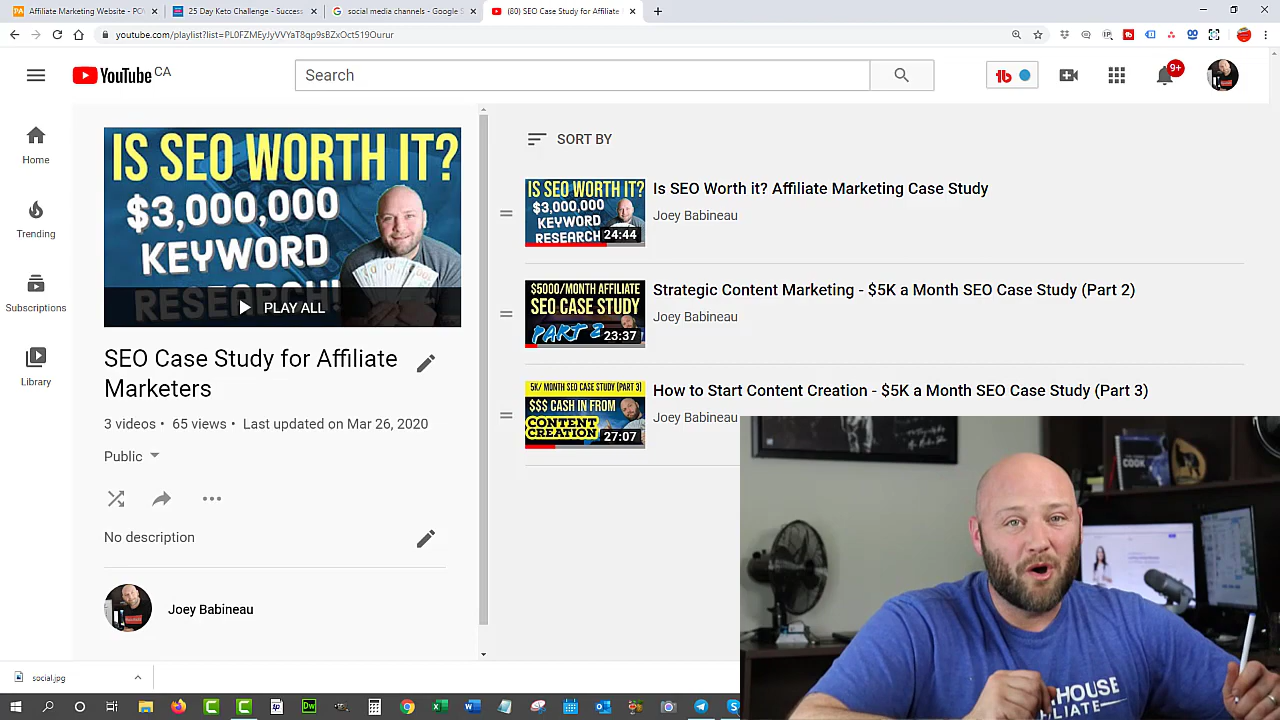 Affiliate Marketing Website - POW
25 Day Keto Challenge - Success
social media channels - Google S
(80) SEO Case Study for Affiliate
youtube.com/playlist?list=PL0FZMEyJyVVYaT8qp9sBZxOct519Ourur
YouTube CA
Search
9+
Home
Trending
Subscriptions
Library
IS SEO WORTH IT?
$3,000,000
KEYWORD
RESEARCH!
PLAY ALL
SEO Case Study for Affiliate
Marketers
3 videos • 65 views • Last updated on Mar 26, 2020
Public
No description
Joey Babineau
SORT BY
IS SEO WORTH IT?
$3,000,000
KEYWORD
RESEARCH
24:44
Is SEO Worth it? Affiliate Marketing Case Study
Joey Babineau
$5000/MONTH AFFILIATE
SEO CASE STUDY
PART 2
23:37
Strategic Content Marketing - $5K a Month SEO Case Study (Part 2)
Joey Babineau
5K/ MONTH SEO CASE STUDY (PART 3)
$$$ CASH IN FROM
CONTENT
CREATION
27:07
How to Start Content Creation - $5K a Month SEO Case Study (Part 3)
Joey Babineau
COOK
HOUSE
AFFILIATE
social.jpg